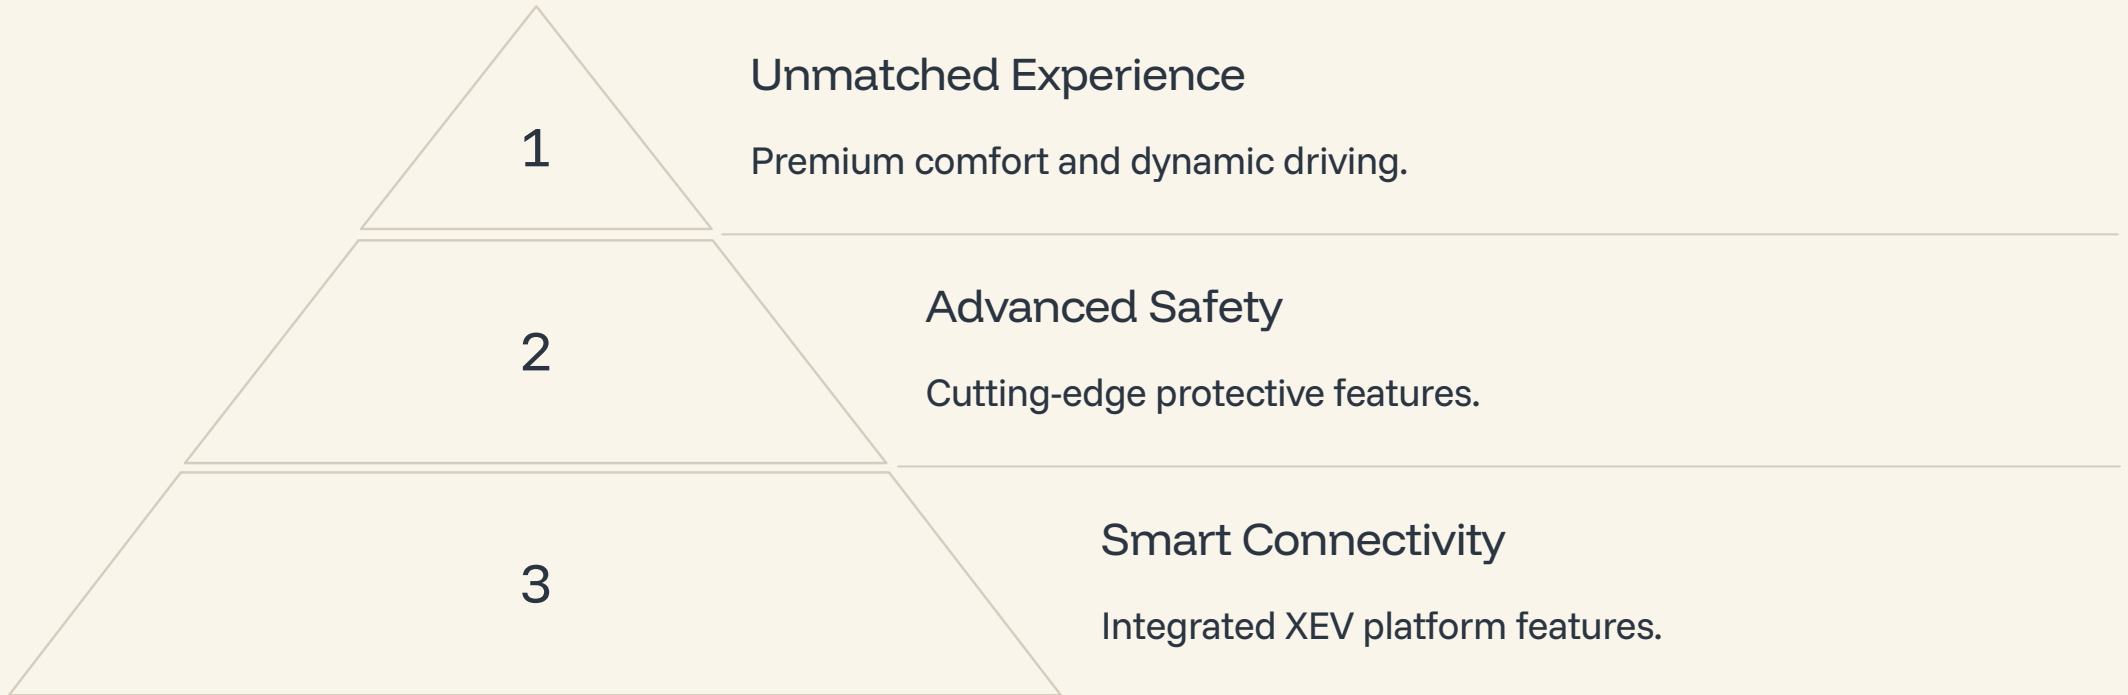 1
Unmatched Experience
Premium comfort and dynamic driving.
2
Advanced Safety
Cutting-edge protective features.
3
Smart Connectivity
Integrated XEV platform features.